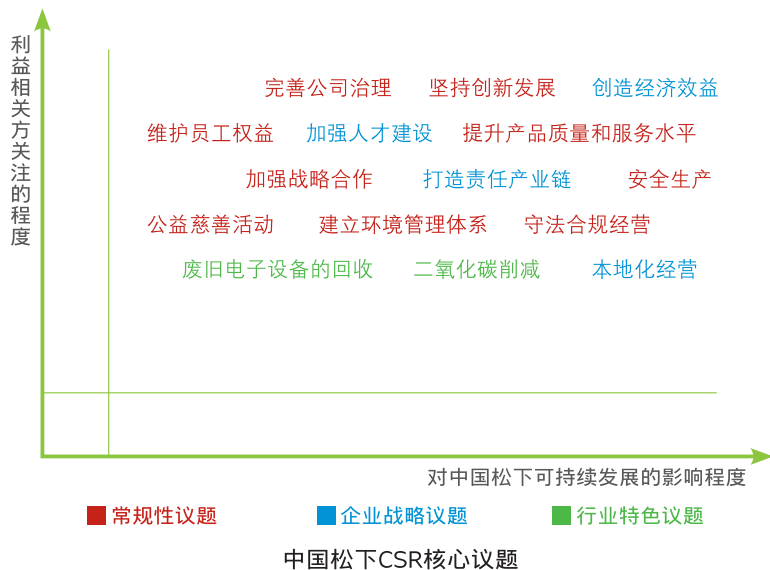 利益相关方关注的程度
完善公司治理 坚持创新发展 创造经济效益
维护员工权益 加强人才建设 提升产品质量和服务水平
加强战略合作 打造责任产业链 安全生产
公益慈善活动 建立环境管理体系 守法合规经营
废旧电子设备的回收 二氧化碳削减 本地化经营
对中国松下可持续发展的影响程度
常规性议题 企业战略议题 行业特色议题
中国松下CSR核心议题